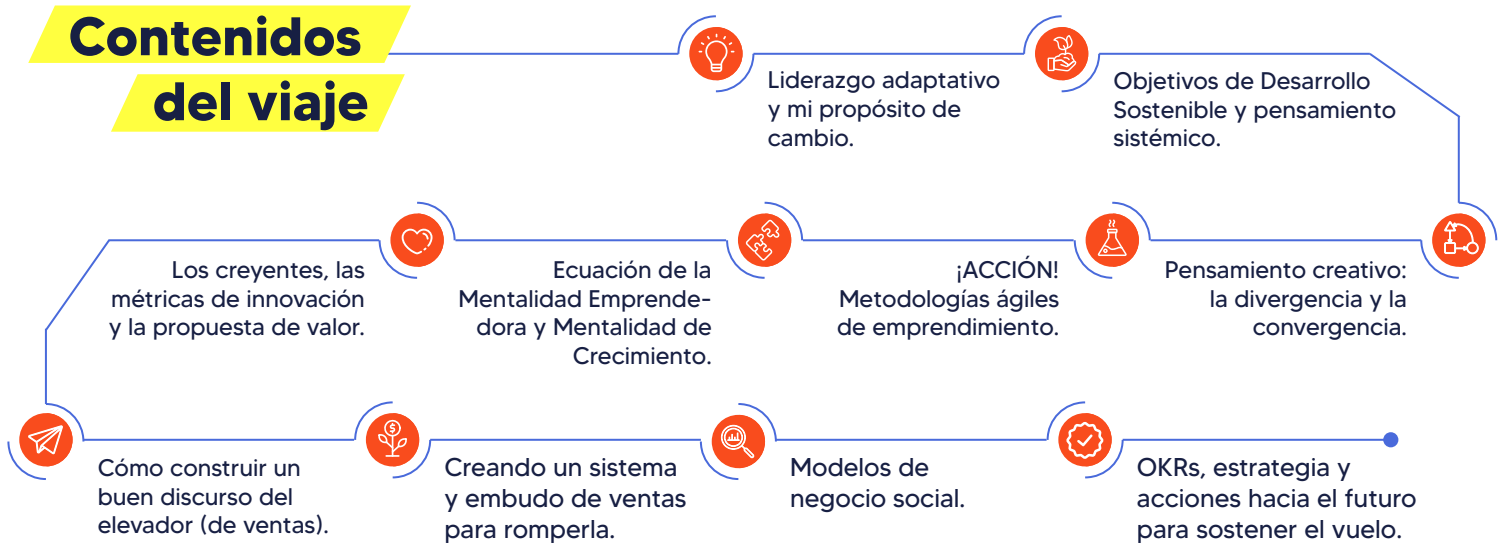 Contenidos
del viaje
Liderazgo adaptativo
y mi propósito de
cambio.
Objetivos de Desarrollo
Sostenible y pensamiento
sistémico.
Pensamiento creativo:
la divergencia y la
convergencia.
¡ACCIÓN!
Metodologías ágiles
de emprendimiento.
Ecuación de la
Mentalidad Emprende-
dora y Mentalidad de
Crecimiento.
Los creyentes, las
métricas de innovación
y la propuesta de valor.
Cómo construir un
buen discurso del
elevador (de ventas).
Creando un sistema
y embudo de ventas
para romperla.
Modelos de
negocio social.
OKRs, estrategia y
acciones hacia el futuro
para sostener el vuelo.